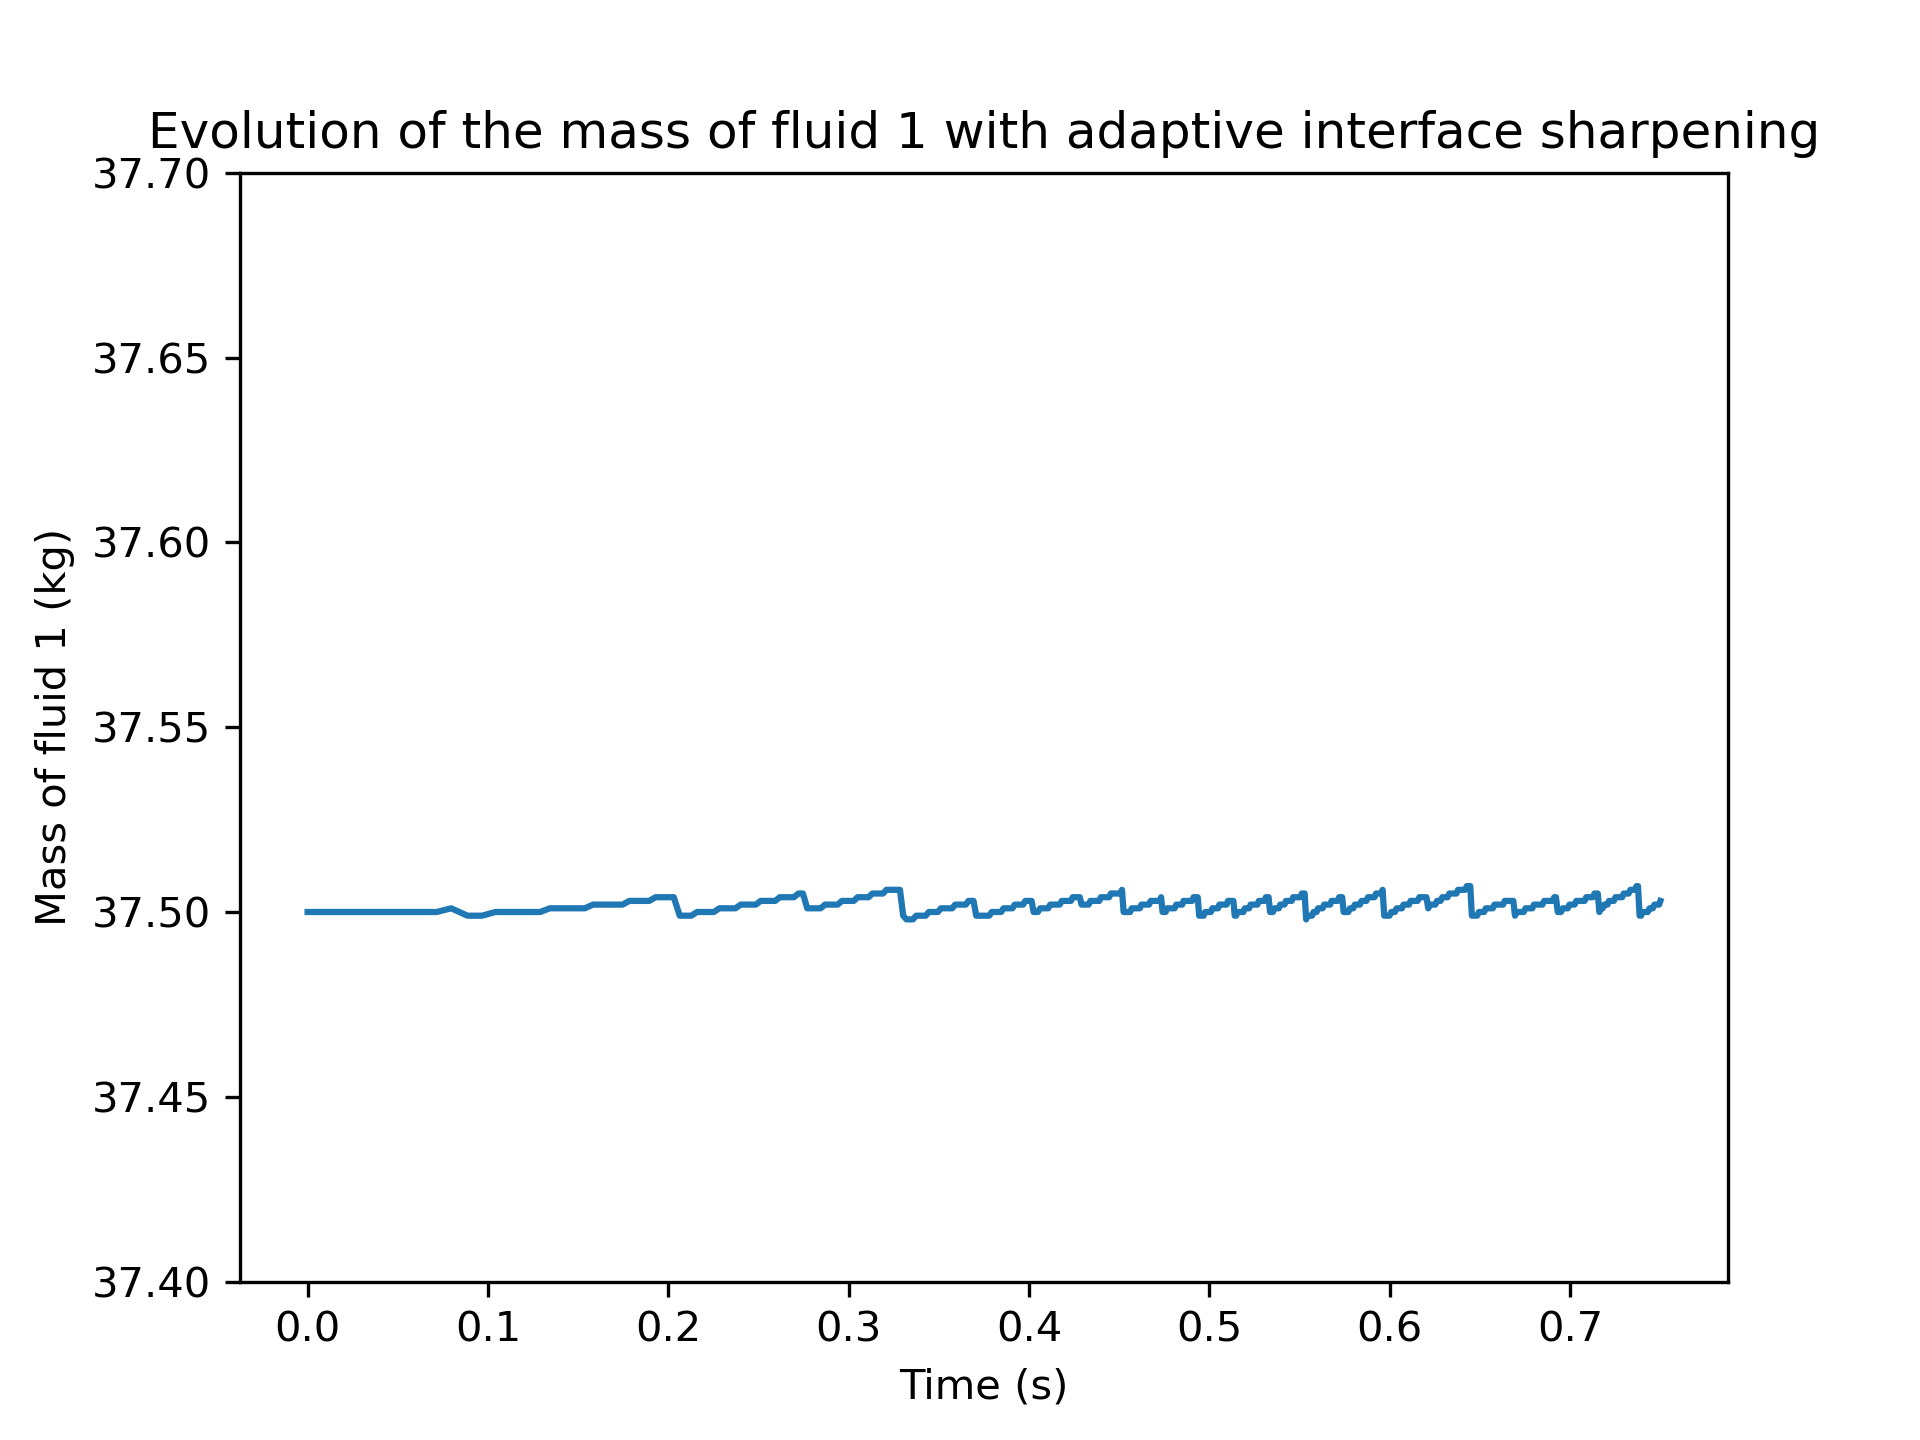 Evolution of the mass of fluid 1 with adaptive interface sharpening
37.70
37.65
37.60
37.55
37.50
37.45
37.40
Mass of fluid 1 (kg)
0.0 0.1 0.2 0.3 0.4 0.5 0.6 0.7
Time (s)